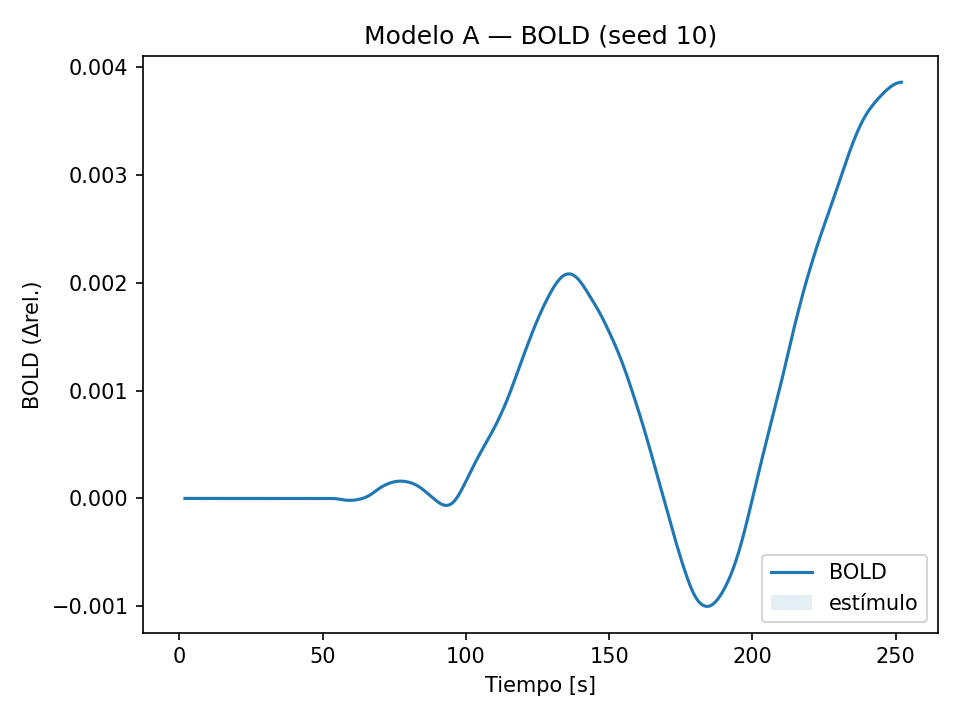 Modelo A — BOLD (seed 10)
BOLD (Δrel.)
0.004
0.003
0.002
0.001
0.000
−0.001
0 50 100 150 200 250
Tiempo [s]
BOLD
estímulo